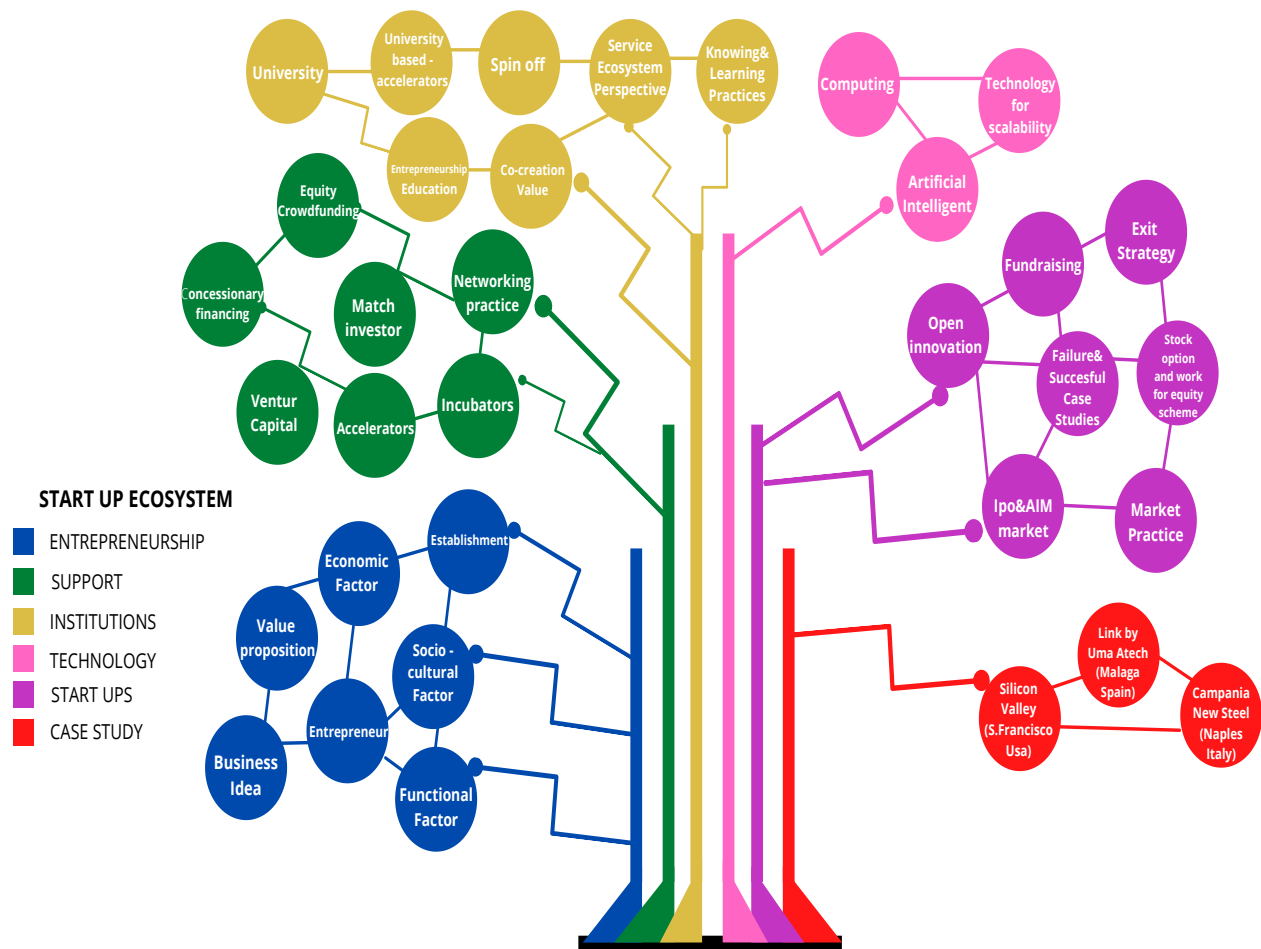 University
University
based -
accelerators
Spin off
Service
Ecosystem
Perspective
Knowing&
Learning
Practices
Entrepreneurship
Education
Co-creation
Value
Computing
Technology
for
scalability
Artificial
Intelligent
Equity
Crowdfunding
Concessionary
financing
Match
investor
Networking
practice
Ventur
Capital
Accelerators
Incubators
Exit
Strategy
Fundraising
Open
innovation
Failure&
Succesful
Case
Studies
Stock
option
and work
for equity
scheme
Ipo&AIM
market
Market
Practice
START UP ECOSYSTEM
ENTREPRENEURSHIP
SUPPORT
INSTITUTIONS
TECHNOLOGY
START UPS
CASE STUDY
Establishment
Economic
Factor
Value
proposition
Socio -
cultural
Factor
Entrepreneur
Business
Idea
Functional
Factor
Link by
Uma Atech
(Malaga
Spain)
Silicon
Valley
(S.Francisco
Usa)
Campania
New Steel
(Naples
Italy)